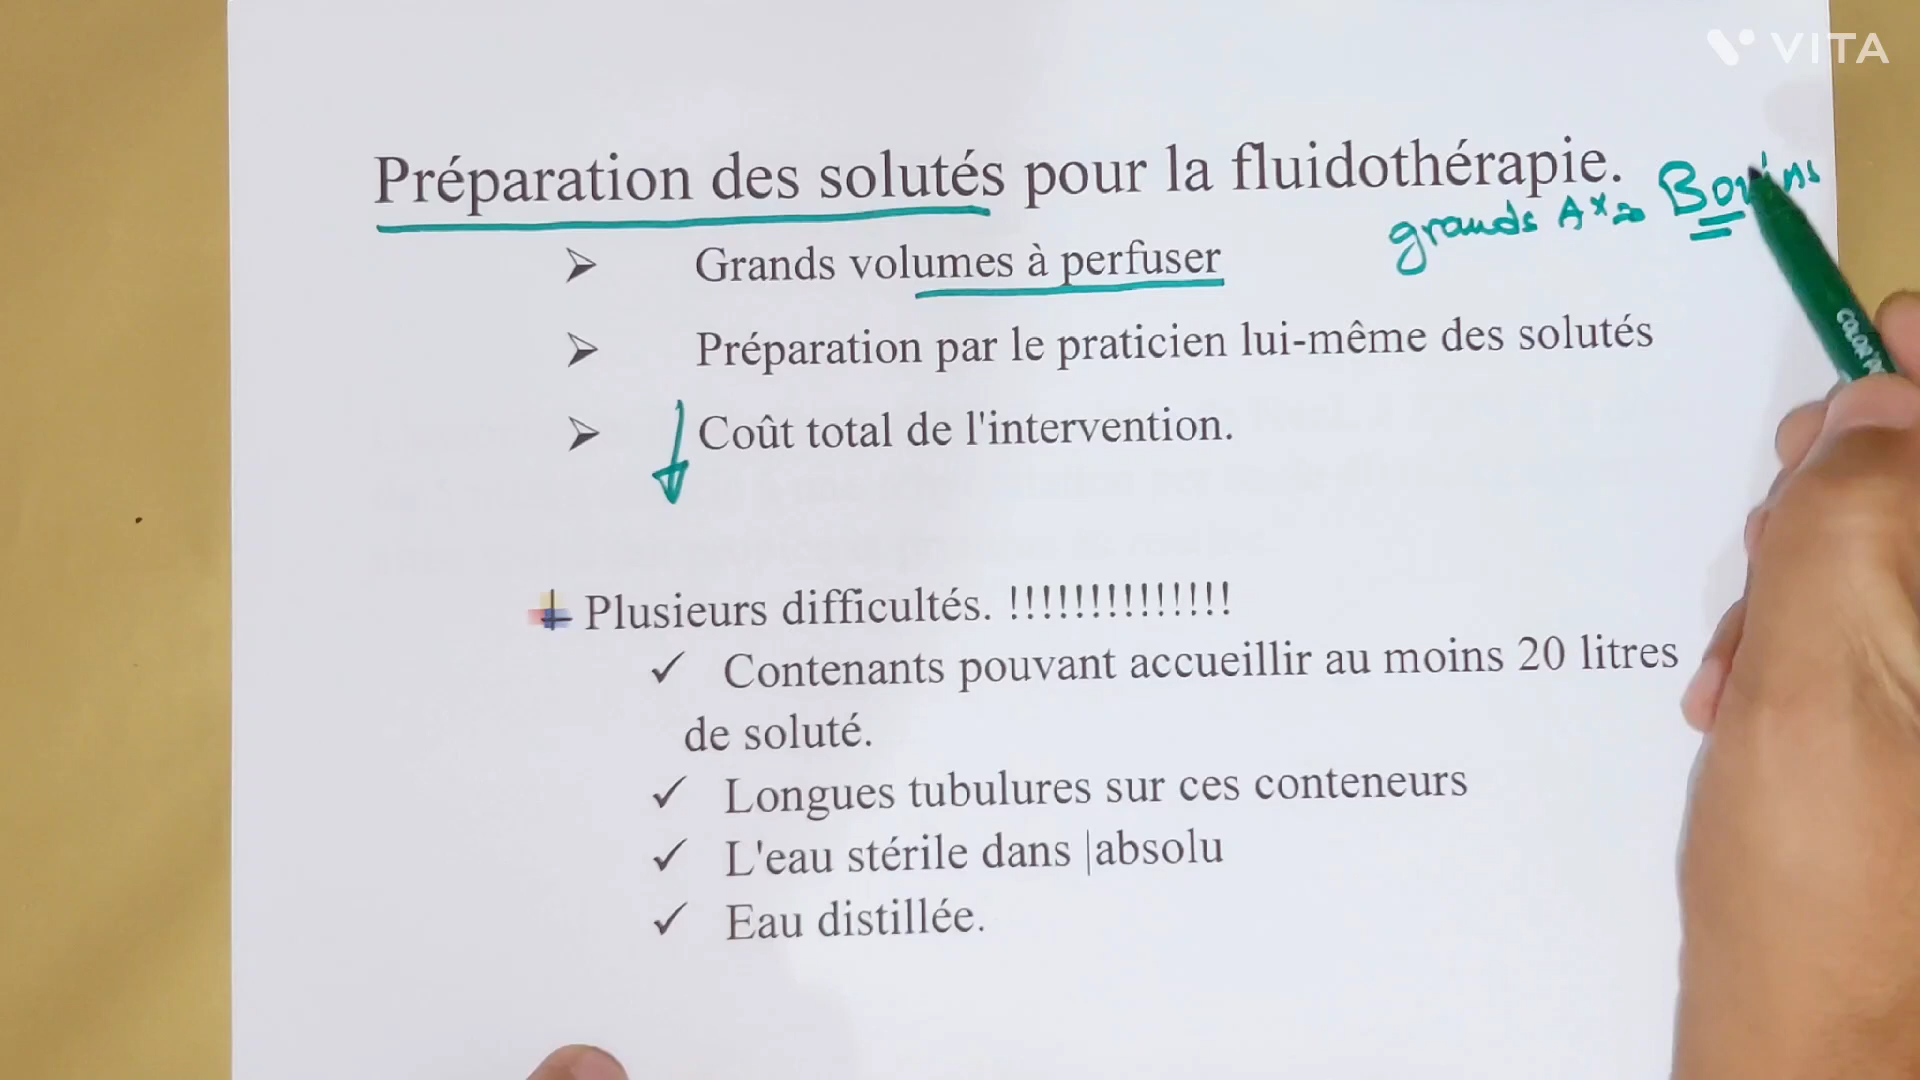 VITA
Préparation des solutés pour la fluidothérapie.
grands Ax => Bovins
Grands volumes à perfuser
Préparation par le praticien lui-même des solutés
Coût total de l'intervention.
Plusieurs difficultés. !!!!!!!!!!!!!!
Contenants pouvant accueillir au moins 20 litres
de soluté.
Longues tubulures sur ces conteneurs
L'eau stérile dans |absolu
Eau distillée.